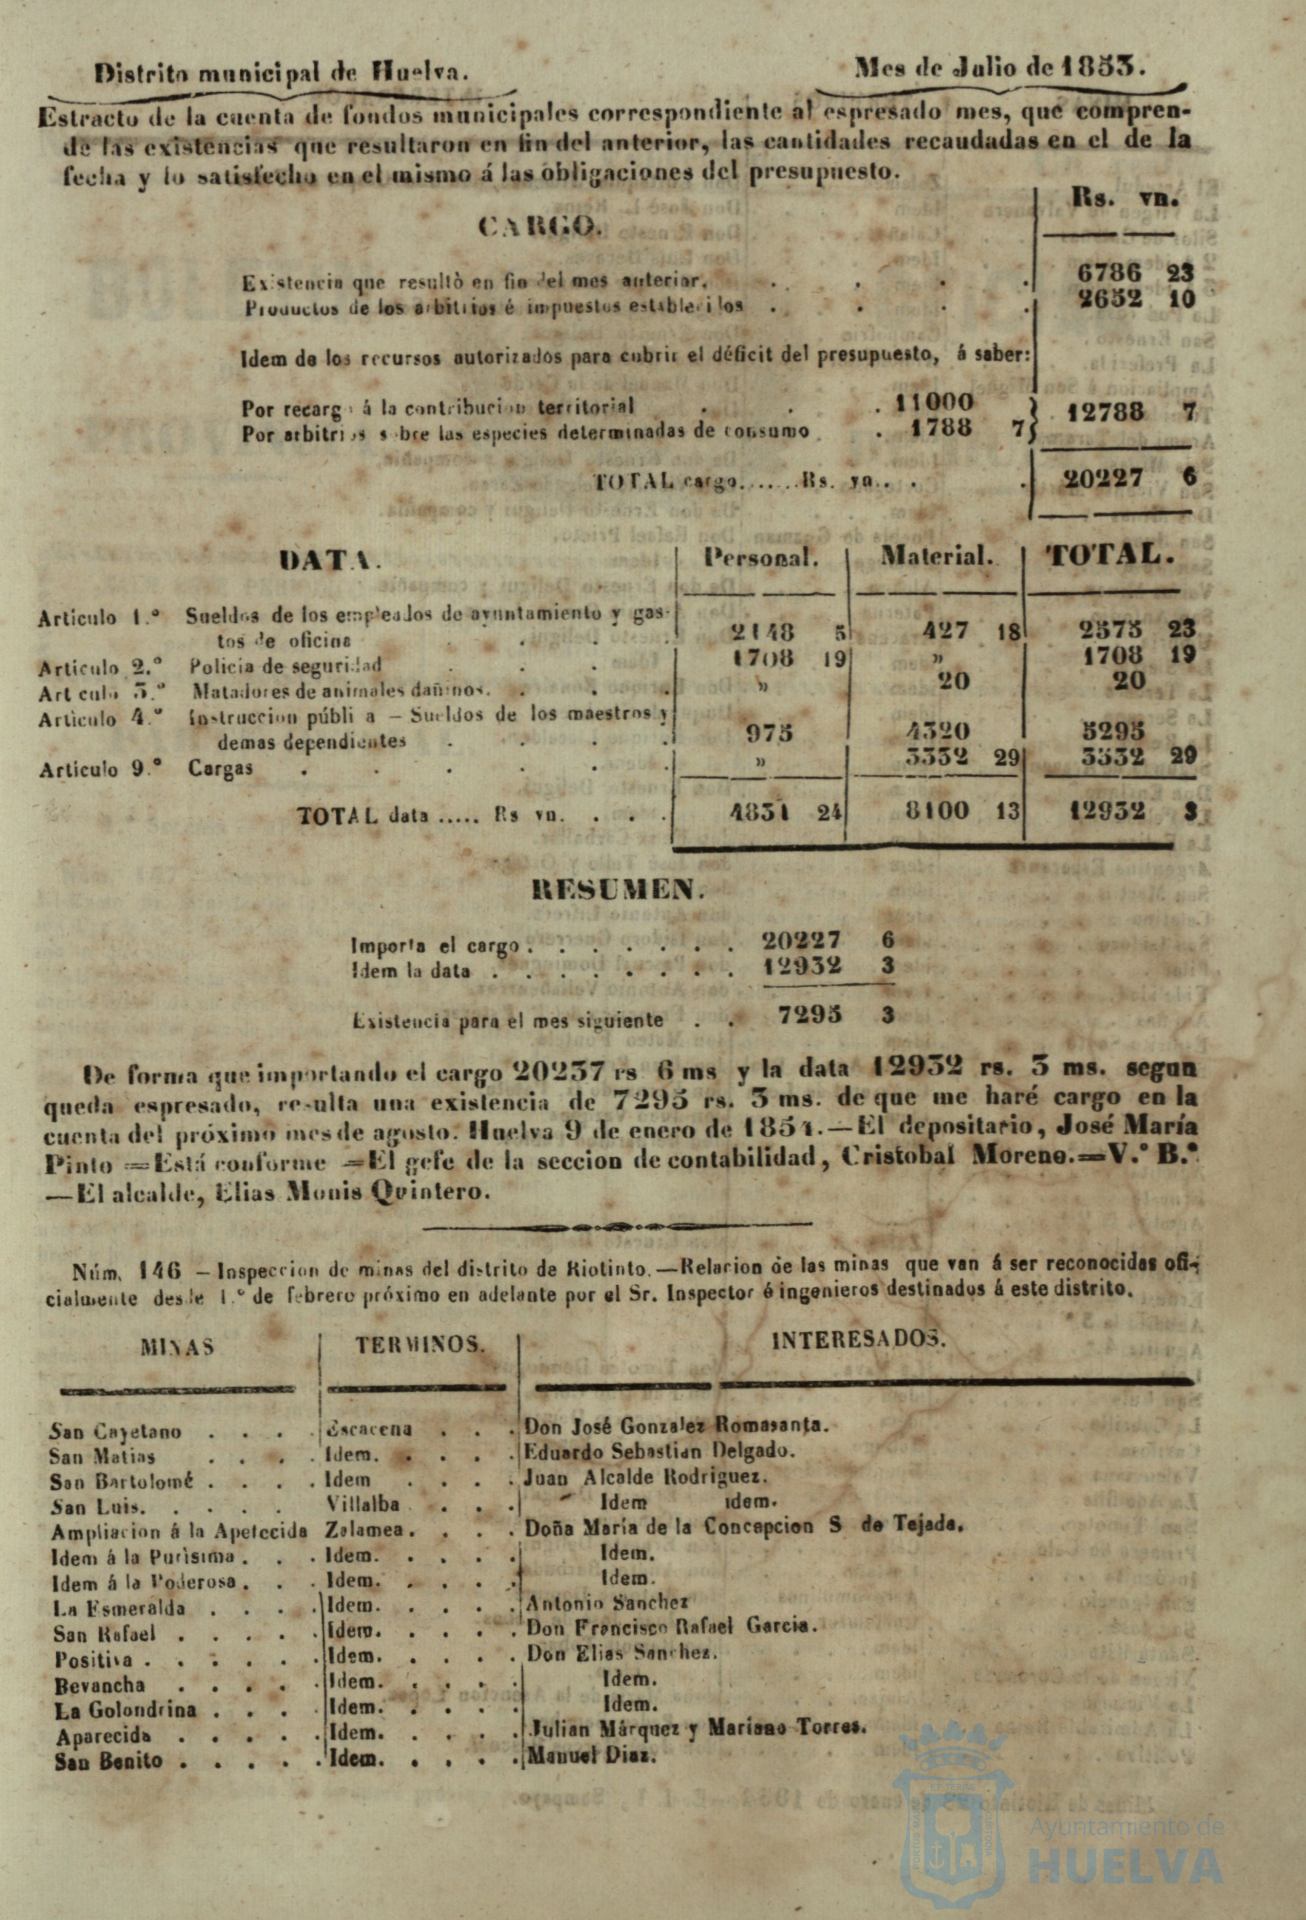 Distrito municipal de Huelva. Mes de Julio de 1853.
Estracto de la cuenta de fondos municipales correspondiente al espresado mes, que compren-
de las existencias que resultaron en fin del anterior, las cantidades recaudadas en el de la
fecha y lo satisfecho en el mismo á las obligaciones del presupuesto.
Rs. vn.
CARGO.
Existencia que resultò en fin del mes anterior. . . . . 6786 23
Productos de los arbitrios é impuestos establecidos . . . . 2652 10
Idem de los recursos autorizados para cubrir el déficit del presupuesto, á saber:
Por recargo á la contribucion territorial . . . 11000
Por arbitrios sobre las especies determinadas de consumo . 1788 7} 12788 7
TOTAL cargo. ..... Rs. vn. . . . 20227 6
DATA. Personal. Material. TOTAL.
Articulo 1.º Sueldos de los empleados de ayuntamiento y gas-
tos de oficina . . . . 2148 5 427 18 2575 23
Articulo 2.º Policia de seguridad . . . 1708 19 » 1708 19
Articulo 3.º Matadores de animales dañinos. . . . » 20 20
Articulo 4.º Instruccion pública — Sueldos de los maestros y
demas dependientes . . . . 975 4320 5295
Articulo 9.º Cargas . . . . . . » 3332 29 3332 29
TOTAL data ..... Rs vn. . . . . 4831 24 8100 13 12932 3
RESUMEN.
Importa el cargo . . . . . . . 20227 6
Idem la data . . . . . . . . 12932 3
Existencia para el mes siguiente . . 7295 3
De forma que importando el cargo 20237 rs 6 ms y la data 12932 rs. 3 ms. segun
queda espresado, resulta una existencia de 7295 rs. 3 ms. de que me haré cargo en la
cuenta del próximo mes de agosto. Huelva 9 de enero de 1854.—El depositario, José María
Pinto =Está conforme =El gefe de la seccion de contabilidad, Cristobal Moreno.=V.º B.º
—El alcalde, Elias Monis Quintero.
Núm. 146 — Inspeccion de minas del distrito de Riotinto.—Relacion de las minas que van á ser reconocidas ofi-
cialmente desde 1.º de febrero próximo en adelante por el Sr. Inspector é ingenieros destinados á este distrito.
MINAS TERMINOS. INTERESADOS.
San Cayetano . . . . Escacena . . . Don José Gonzalez Romasanta.
San Matias . . . . Idem. . . . . Eduardo Sebastian Delgado.
San Bartolomé . . . . Idem . . . . Juan Alcalde Rodriguez.
San Luis. . . . . Villalba . . . Idem idem.
Ampliacion á la Apetecida Zalamea. . . . Doña María de la Concepcion S de Tejada.
Idem á la Purisima . . . Idem. . . . . Idem.
Idem á la Poderosa . . . Idem. . . . . Idem.
La Esmeralda . . . . Idem. . . . . Antonio Sanchez
San Rafael . . . . . Idem. . . . . Don Francisco Rafael Garcia.
Positiva . . . . . . Idem. . . . . Don Elias Sanchez.
Bevancha . . . . . Idem. . . . . Idem.
La Golondrina . . . . Idem. . . . . Idem.
Aparecida . . . . . Idem. . . . . Julian Márquez y Mariano Torres.
San Benito . . . . . Idem. . . . . Manuel Diaz.
Ayuntamiento de
HUELVA